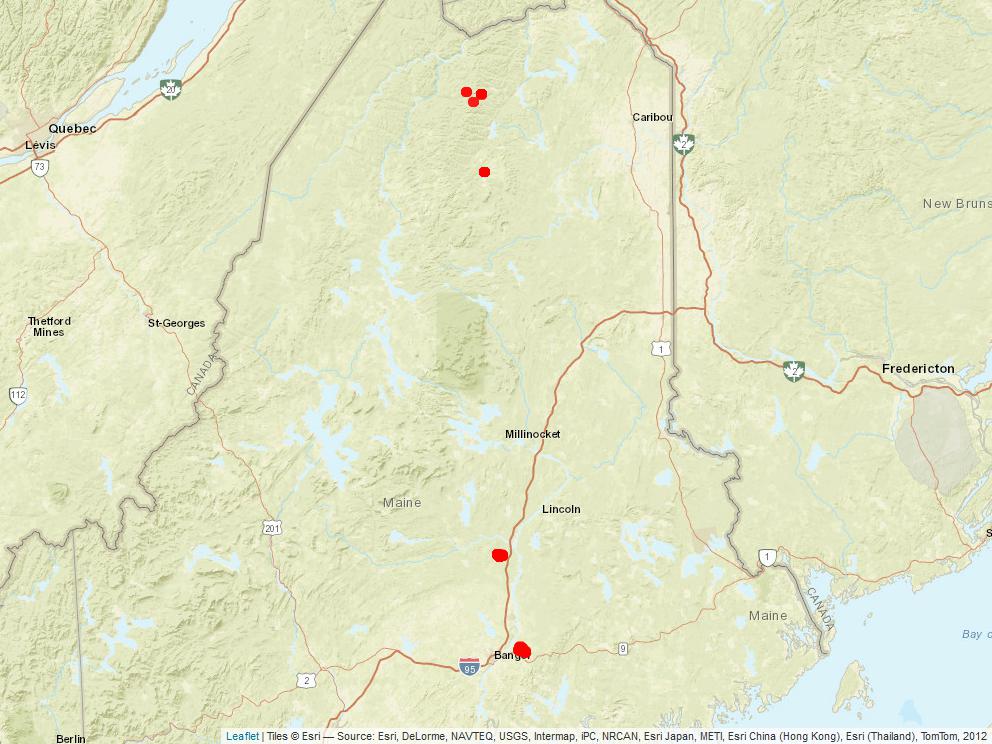 20
Quebec
Lévis
73
Caribou
2
New Bruns
Thetford
Mines
St-Georges
CANADA
1
112
2
Fredericton
Millinocket
Maine
Lincoln
201
1
CANADA
Maine
S
Bay o
9
Bang
95
2
Berlin
Leaflet | Tiles © Esri — Source: Esri, DeLorme, NAVTEQ, USGS, Intermap, iPC, NRCAN, Esri Japan, METI, Esri China (Hong Kong), Esri (Thailand), TomTom, 2012